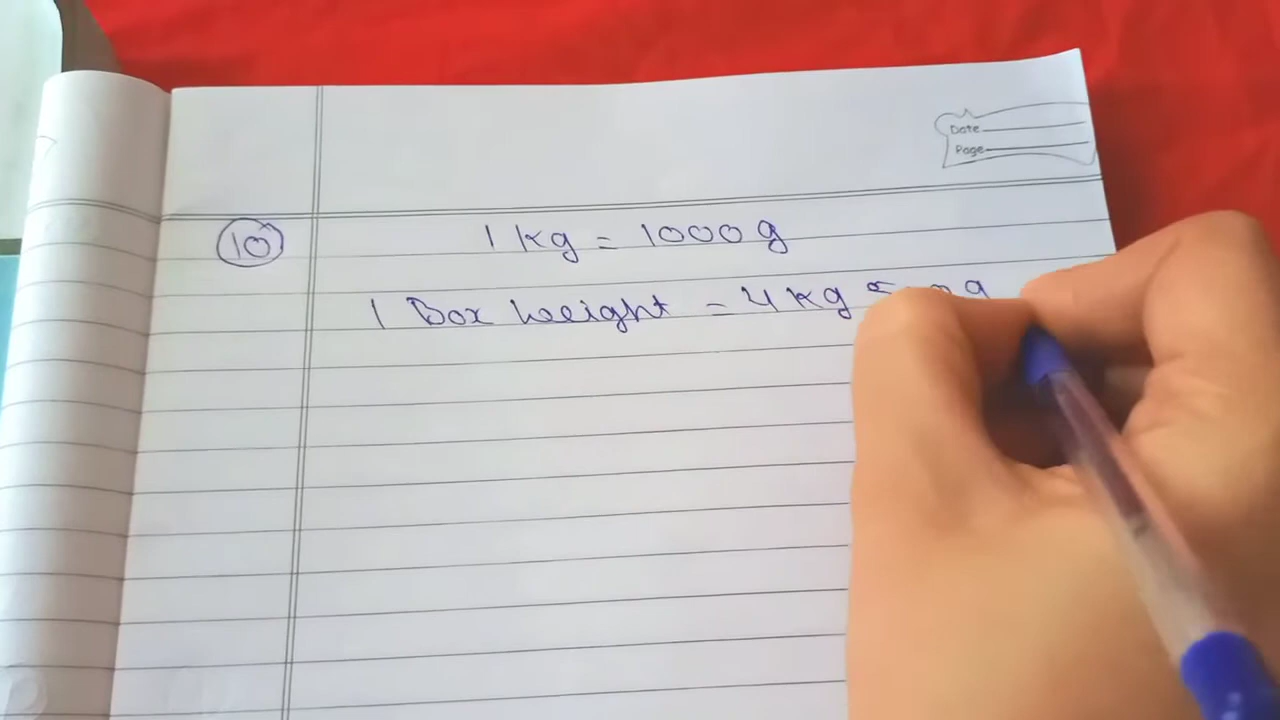 Date
Page
10 1 kg = 1000 g
1 Box weight = 4 kg g